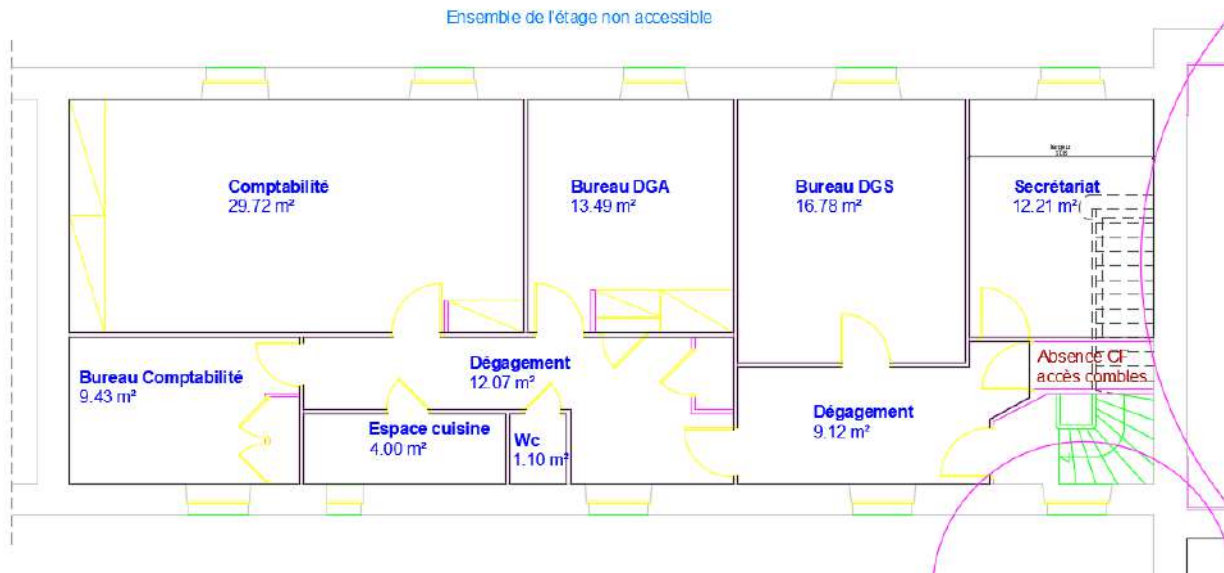 Ensemble de l'étage non accessible
Comptabilité
29.72 m²
Bureau DGA
13.49 m²
Bureau DGS
16.78 m²
Secrétariat
12.21 m²
Bureau Comptabilité
9.43 m²
Dégagement
12.07 m²
Espace cuisine
4.00 m²
Wc
1.10 m²
Dégagement
9.12 m²
Absence CF
accès combles